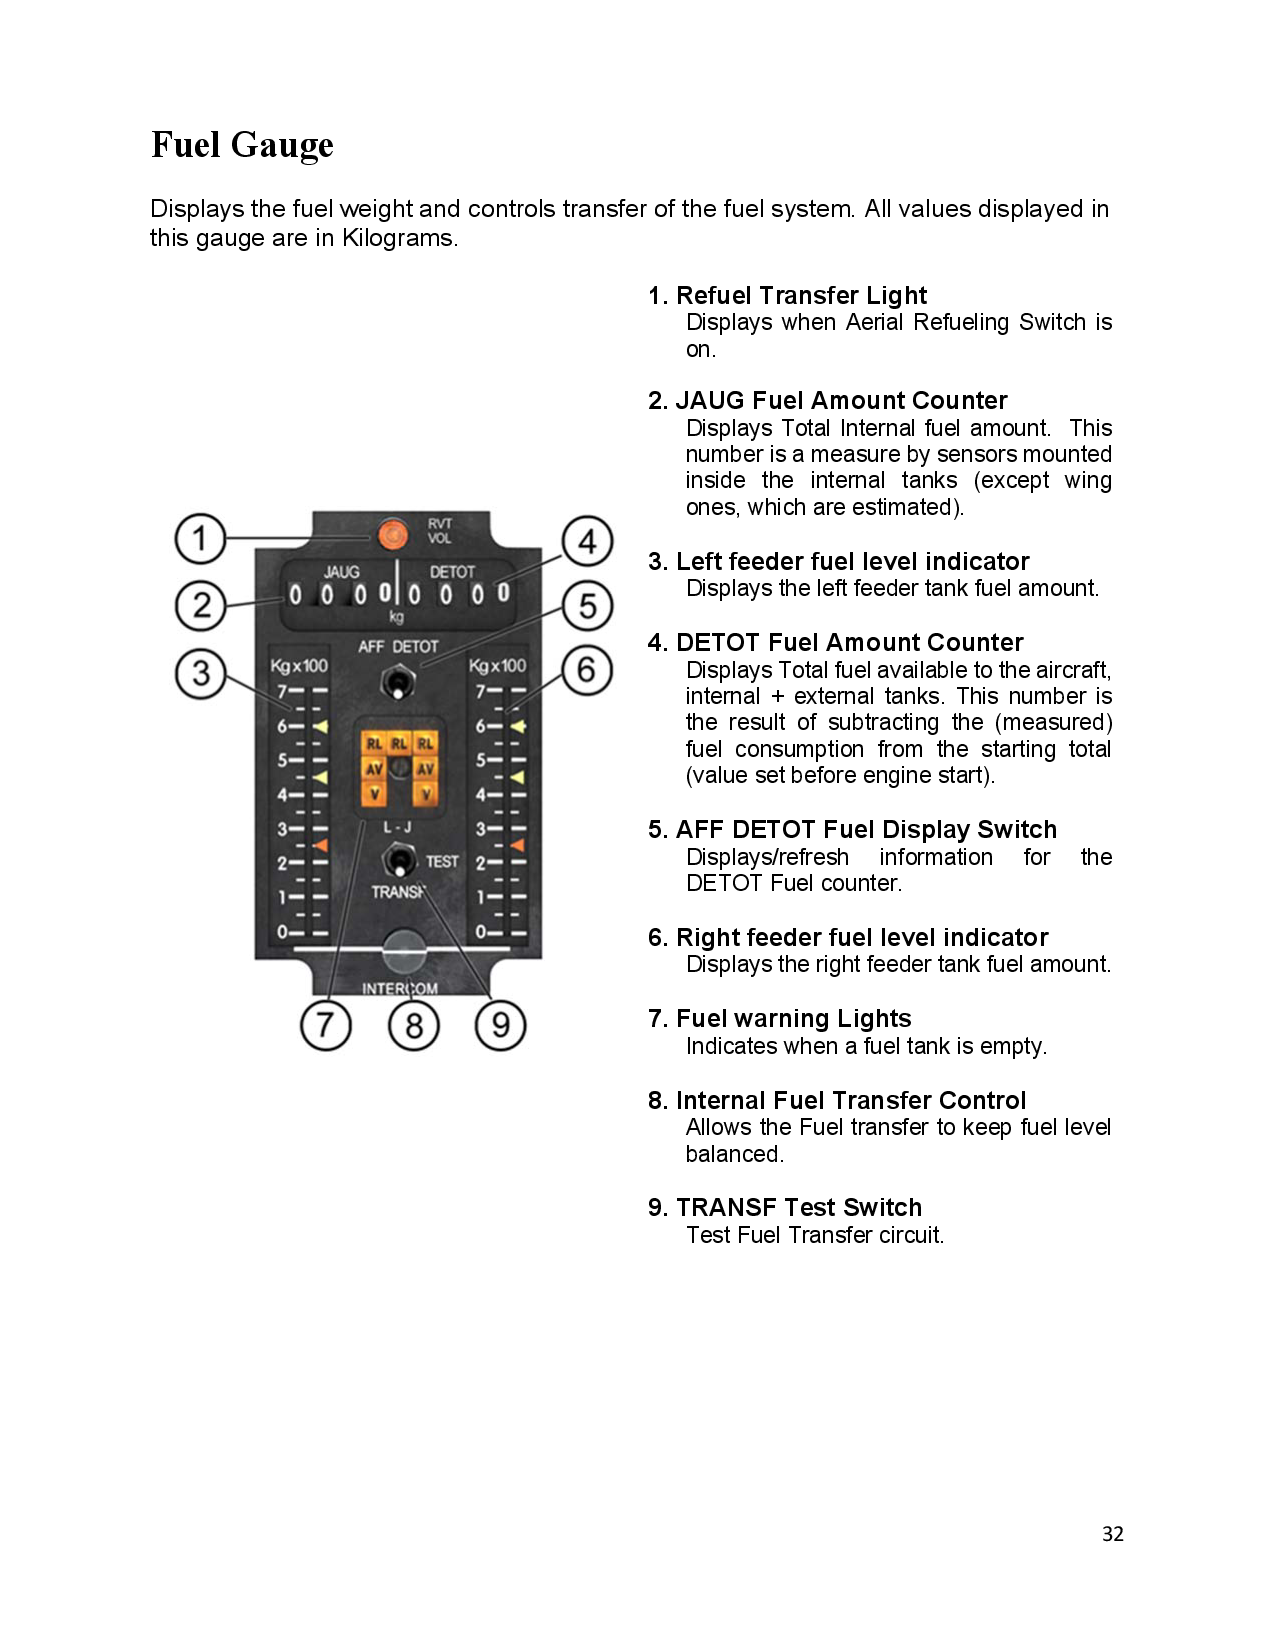 Fuel Gauge
Displays the fuel weight and controls transfer of the fuel system. All values displayed in
this gauge are in Kilograms.
1. Refuel Transfer Light
Displays when Aerial Refueling Switch is
on.
2. JAUG Fuel Amount Counter
Displays Total Internal fuel amount. This
number is a measure by sensors mounted
inside the internal tanks (except wing
ones, which are estimated).
3. Left feeder fuel level indicator
Displays the left feeder tank fuel amount.
4. DETOT Fuel Amount Counter
Displays Total fuel available to the aircraft,
internal + external tanks. This number is
the result of subtracting the (measured)
fuel consumption from the starting total
(value set before engine start).
5. AFF DETOT Fuel Display Switch
Displays/refresh information for the
DETOT Fuel counter.
6. Right feeder fuel level indicator
Displays the right feeder tank fuel amount.
7. Fuel warning Lights
Indicates when a fuel tank is empty.
8. Internal Fuel Transfer Control
Allows the Fuel transfer to keep fuel level
balanced.
9. TRANSF Test Switch
Test Fuel Transfer circuit.
1
RVT
VOL
4
JAUG DETOT
2
0 0 0 0 0 0 0 0
5
kg
AFF DETOT
3
Kg x100 Kg x100
6
7 7
6 6
RL RL RL
5 5
AV AV
4 4
V V
3 L - J 3
2 TEST 2
TRANSF
1 1
0 0
INTERCOM
7 8 9
32